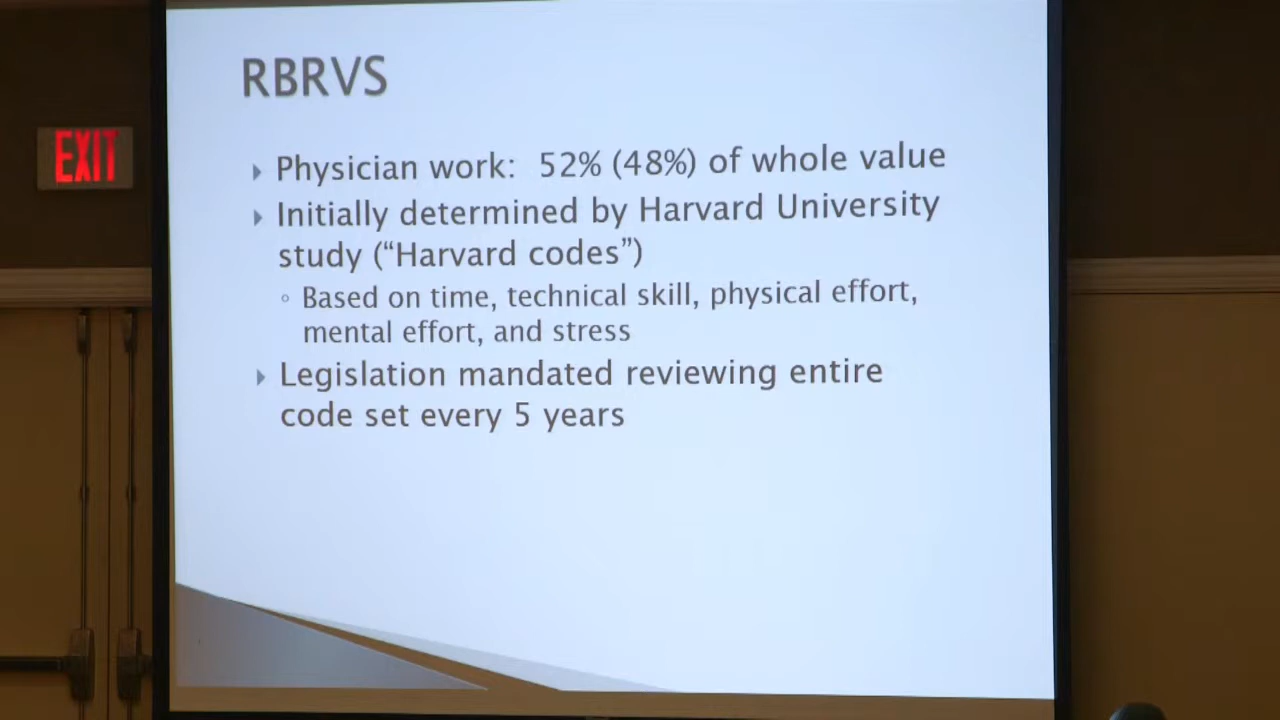 RBRVS
EXIT
Physician work: 52% (48%) of whole value
Initially determined by Harvard University
study (“Harvard codes”)
Based on time, technical skill, physical effort,
mental effort, and stress
Legislation mandated reviewing entire
code set every 5 years